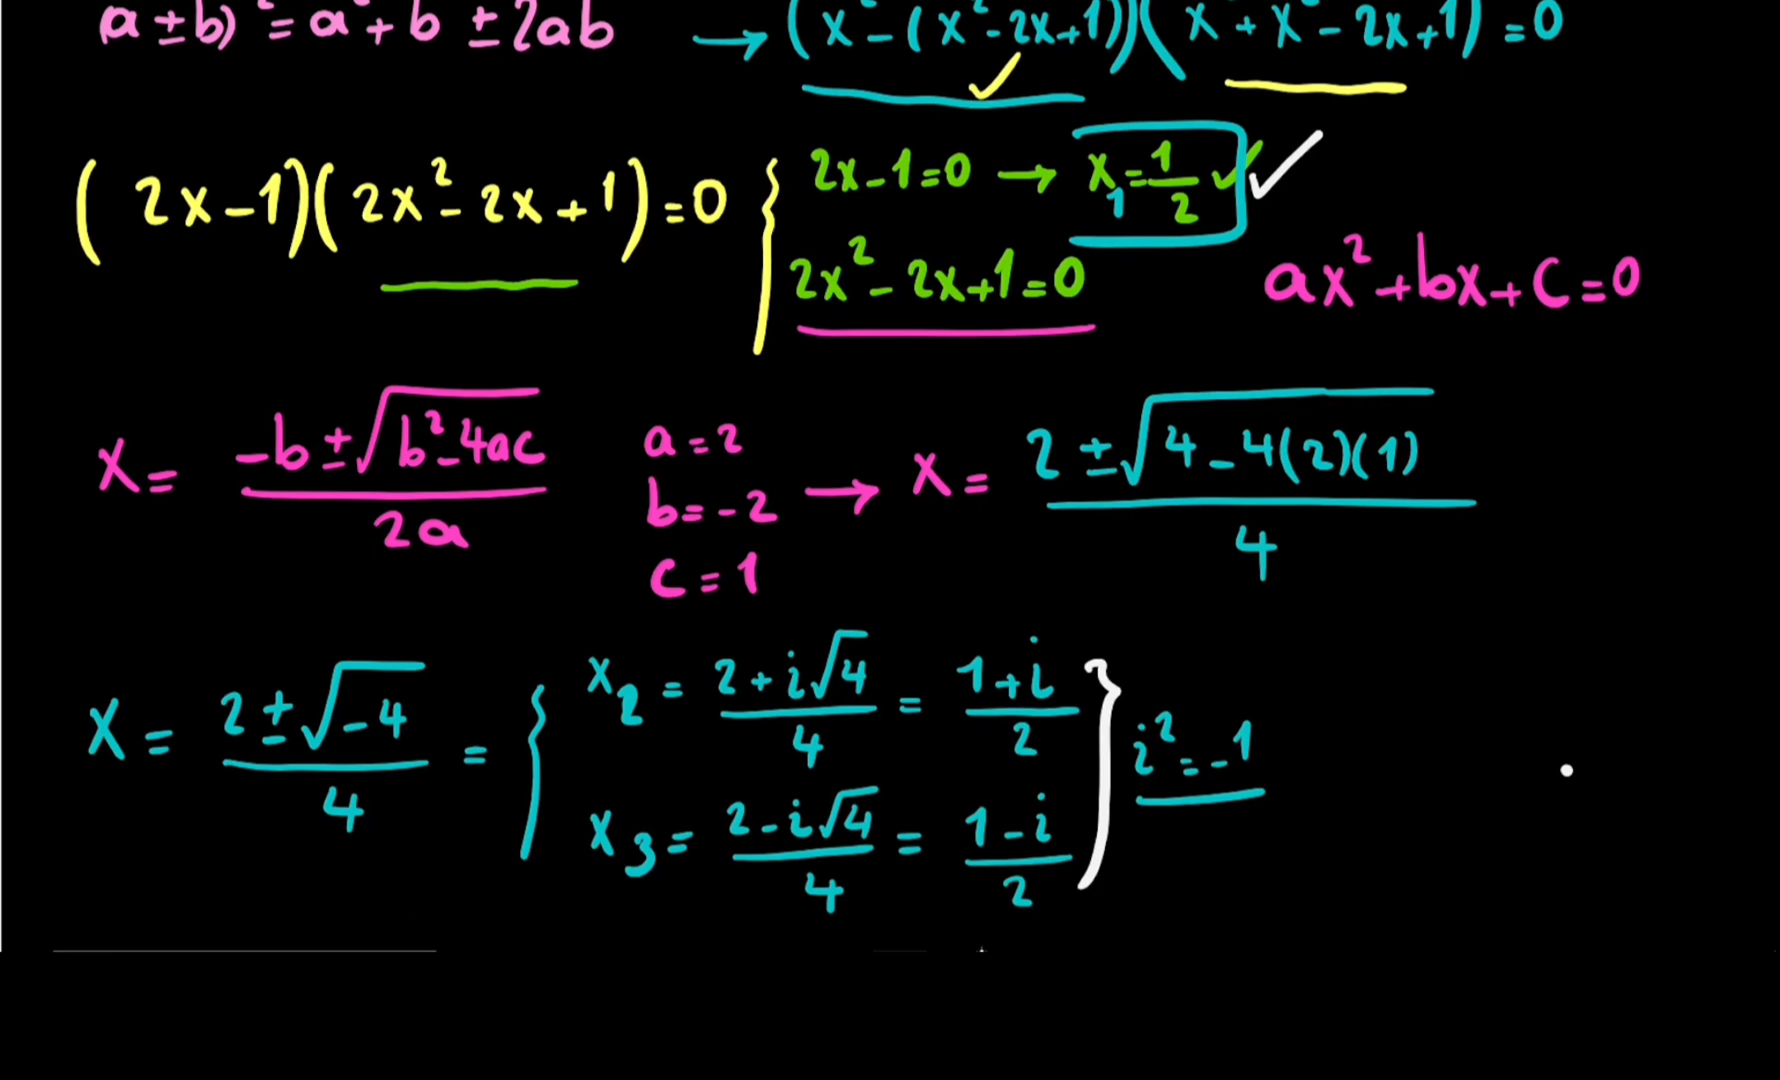 a ± b)² = a² + b² ± 2ab → (x² - (x² - 2x + 1))(x² + x² - 2x + 1) = 0
(2x - 1)(2x² - 2x + 1) = 0 { 2x - 1 = 0 → x₁ = 1/2
2x² - 2x + 1 = 0 ax² + bx + c = 0
x = (-b ± √(b² - 4ac))/2a a = 2 b = -2 c = 1 → x = (2 ± √(4 - 4(2)(1)))/4
x = (2 ± √-4)/4 = { x₂ = (2 + i√4)/4 = (1 + i)/2 } i² = -1
x₃ = (2 - i√4)/4 = (1 - i)/2